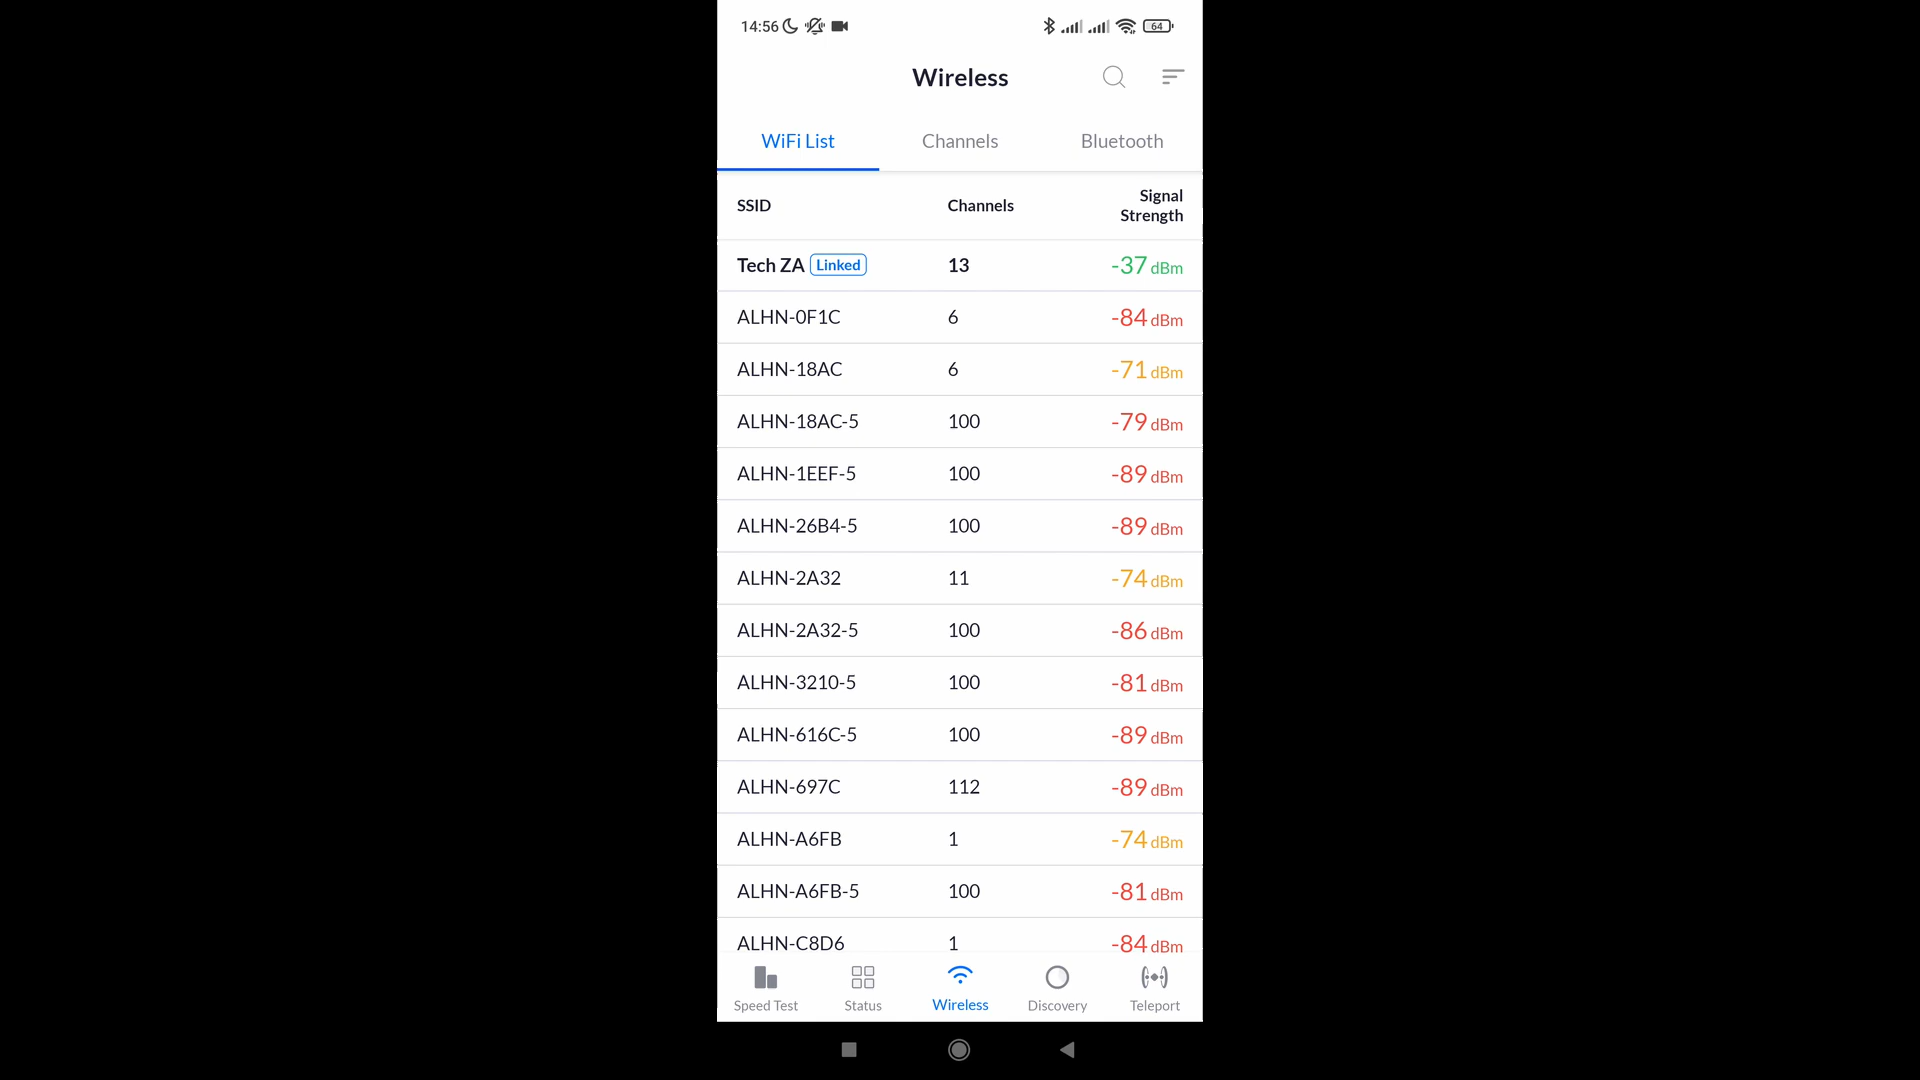 14:56 64
Wireless
WiFi List Channels Bluetooth
SSID Channels Signal Strength
Tech ZA Linked 13 -37 dBm
ALHN-0F1C 6 -84 dBm
ALHN-18AC 6 -71 dBm
ALHN-18AC-5 100 -79 dBm
ALHN-1EEF-5 100 -89 dBm
ALHN-26B4-5 100 -89 dBm
ALHN-2A32 11 -74 dBm
ALHN-2A32-5 100 -86 dBm
ALHN-3210-5 100 -81 dBm
ALHN-616C-5 100 -89 dBm
ALHN-697C 112 -89 dBm
ALHN-A6FB 1 -74 dBm
ALHN-A6FB-5 100 -81 dBm
ALHN-C8D6 1 -84 dBm
Speed Test Status Wireless Discovery Teleport